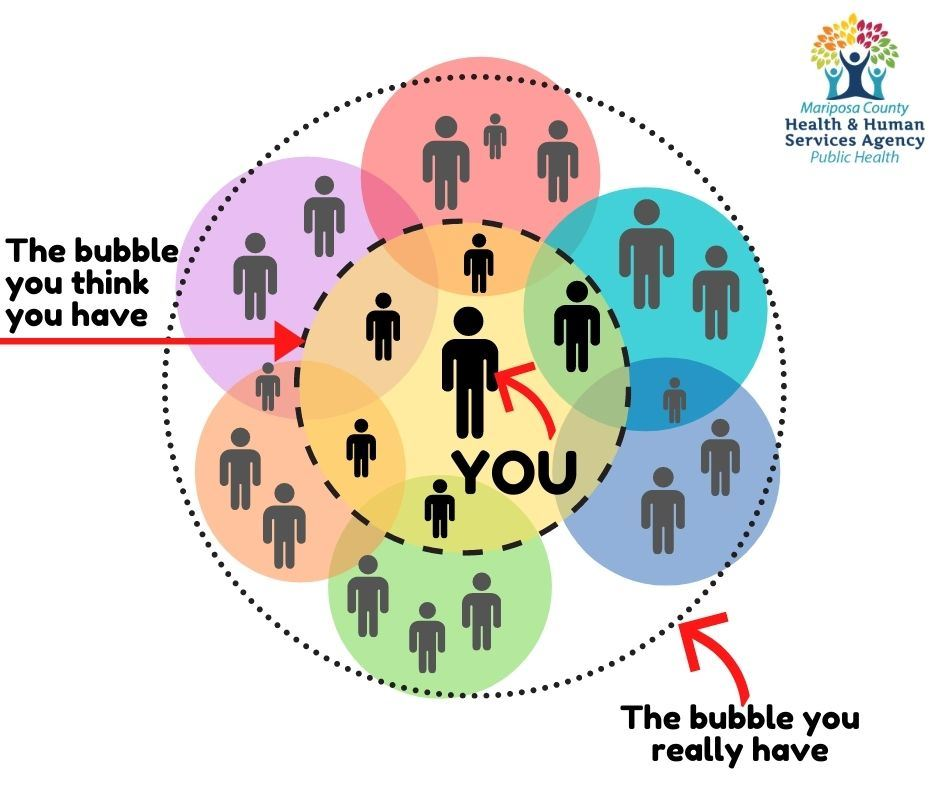 Mariposa County
Health & Human
Services Agency
Public Health
The bubble
you think
you have
YOU
The bubble you
really have